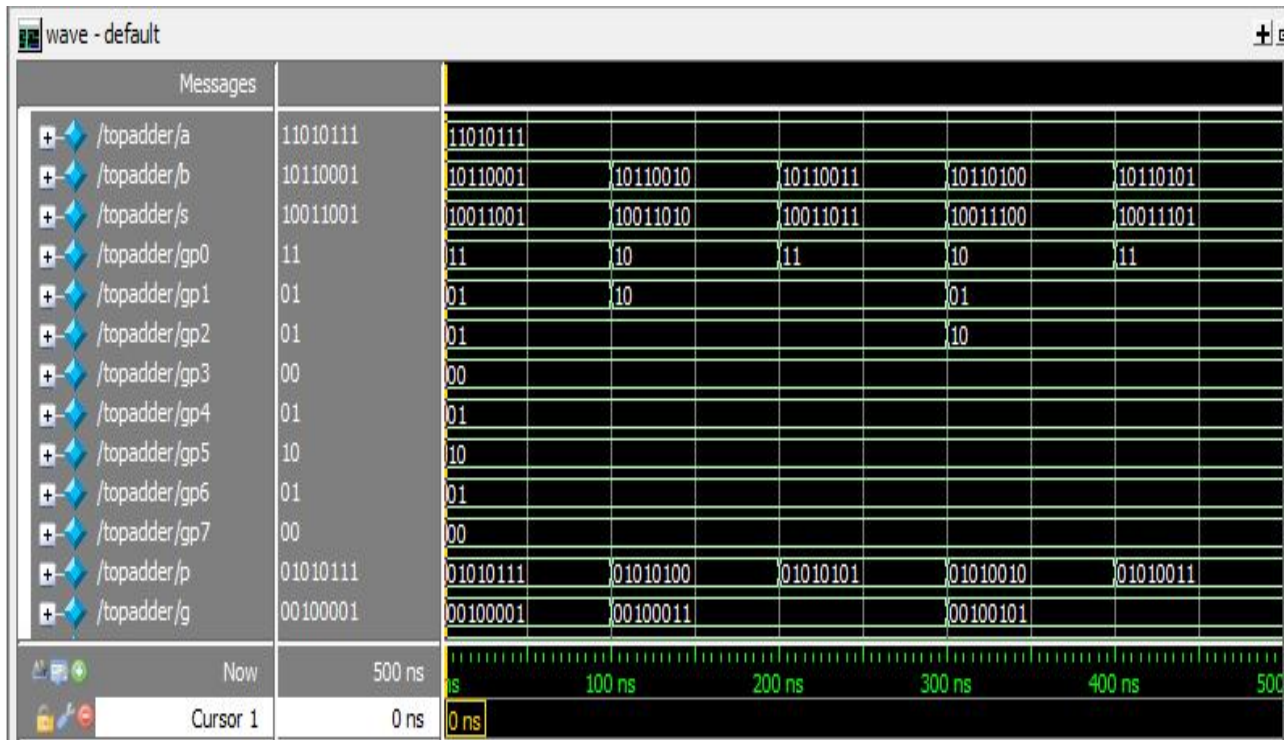 wave - default
Messages
/topadder/a 11010111 11010111
/topadder/b 10110001 10110001 10110010 10110011 10110100 10110101
/topadder/s 10011001 10011001 10011010 10011011 10011100 10011101
/topadder/gp0 11 11 10 11 10 11
/topadder/gp1 01 01 10 01
/topadder/gp2 01 01 10
/topadder/gp3 00 00
/topadder/gp4 01 01
/topadder/gp5 10 10
/topadder/gp6 01 01
/topadder/gp7 00 00
/topadder/p 01010111 01010111 01010100 01010101 01010010 01010011
/topadder/g 00100001 00100001 00100011 00100101
Now 500 ns ns 100 ns 200 ns 300 ns 400 ns 500
Cursor 1 0 ns 0 ns